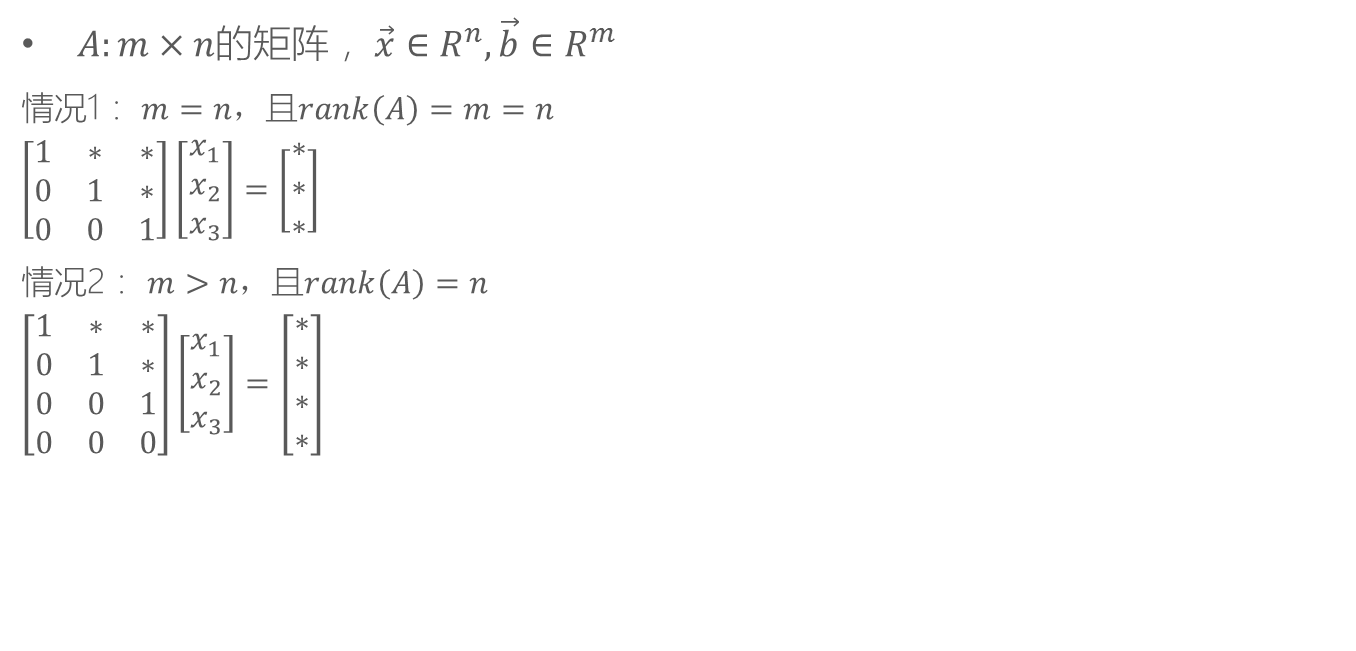 • A: m × n的矩阵，x⃗ ∈ Rⁿ, b⃗ ∈ Rᵐ
情况1：m = n，且rank(A) = m = n
[1 * *] [x₁] [*]
[0 1 *] [x₂] = [*]
[0 0 1] [x₃] [*]
情况2：m > n，且rank(A) = n
[1 * *] [x₁] [*]
[0 1 *] [x₂] [*]
[0 0 1] [x₃] = [*]
[0 0 0] [*]